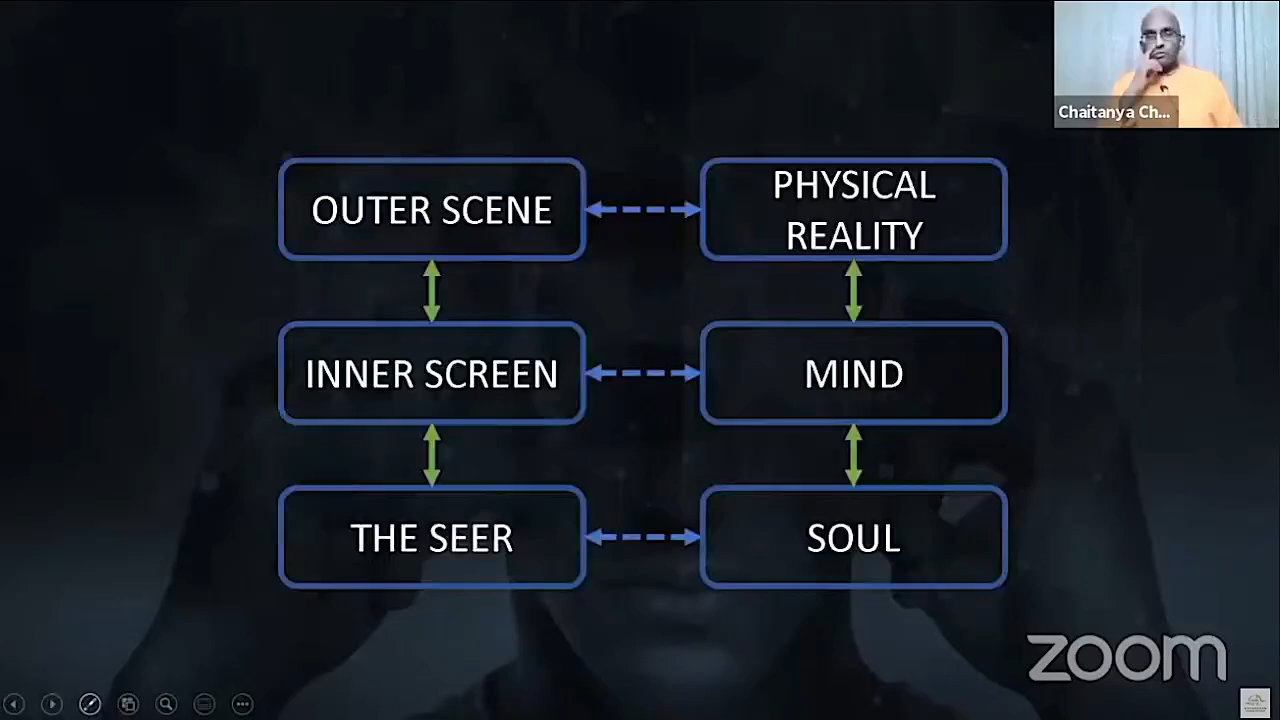 Chaitanya Ch...
OUTER SCENE
PHYSICAL
REALITY
INNER SCREEN
MIND
THE SEER
SOUL
zoom